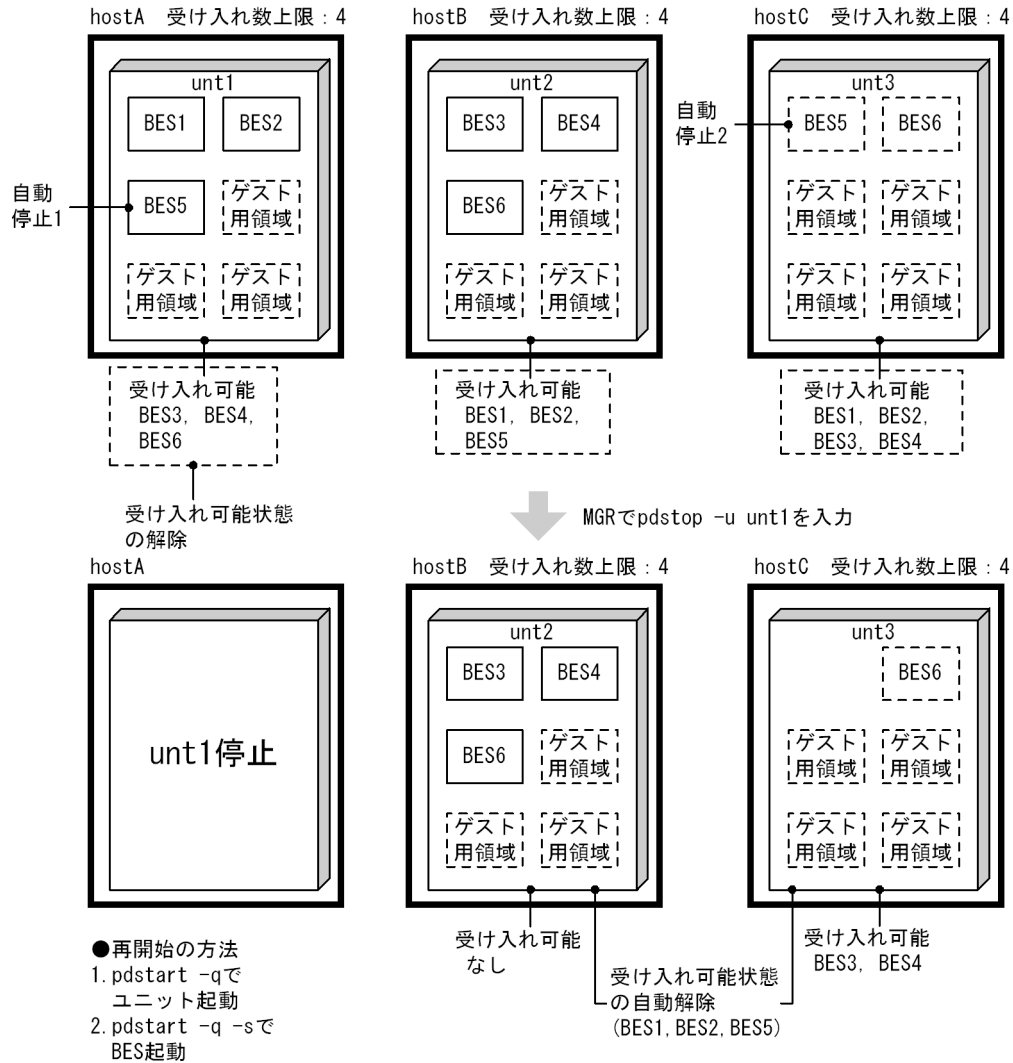 hostA 受け入れ数上限：4
hostB 受け入れ数上限：4
hostC 受け入れ数上限：4
unt1
BES1
BES2
BES5
ゲスト
用領域
ゲスト
用領域
ゲスト
用領域
自動
停止1
受け入れ可能
BES3, BES4,
BES6
受け入れ可能状態
の解除
unt2
BES3
BES4
BES6
ゲスト
用領域
ゲスト
用領域
ゲスト
用領域
受け入れ可能
BES1, BES2,
BES5
unt3
自動
停止2
BES5
BES6
ゲスト
用領域
ゲスト
用領域
ゲスト
用領域
ゲスト
用領域
受け入れ可能
BES1, BES2,
BES3, BES4
MGRでpdstop -u unt1を入力
hostA
hostB 受け入れ数上限：4
hostC 受け入れ数上限：4
unt1停止
unt2
BES3
BES4
BES6
ゲスト
用領域
ゲスト
用領域
ゲスト
用領域
unt3
BES6
ゲスト
用領域
ゲスト
用領域
ゲスト
用領域
ゲスト
用領域
受け入れ可能
なし
受け入れ可能状態
の自動解除
(BES1,BES2,BES5)
受け入れ可能
BES3, BES4
●再開始の方法
1.pdstart -qで
ユニット起動
2.pdstart -q -sで
BES起動